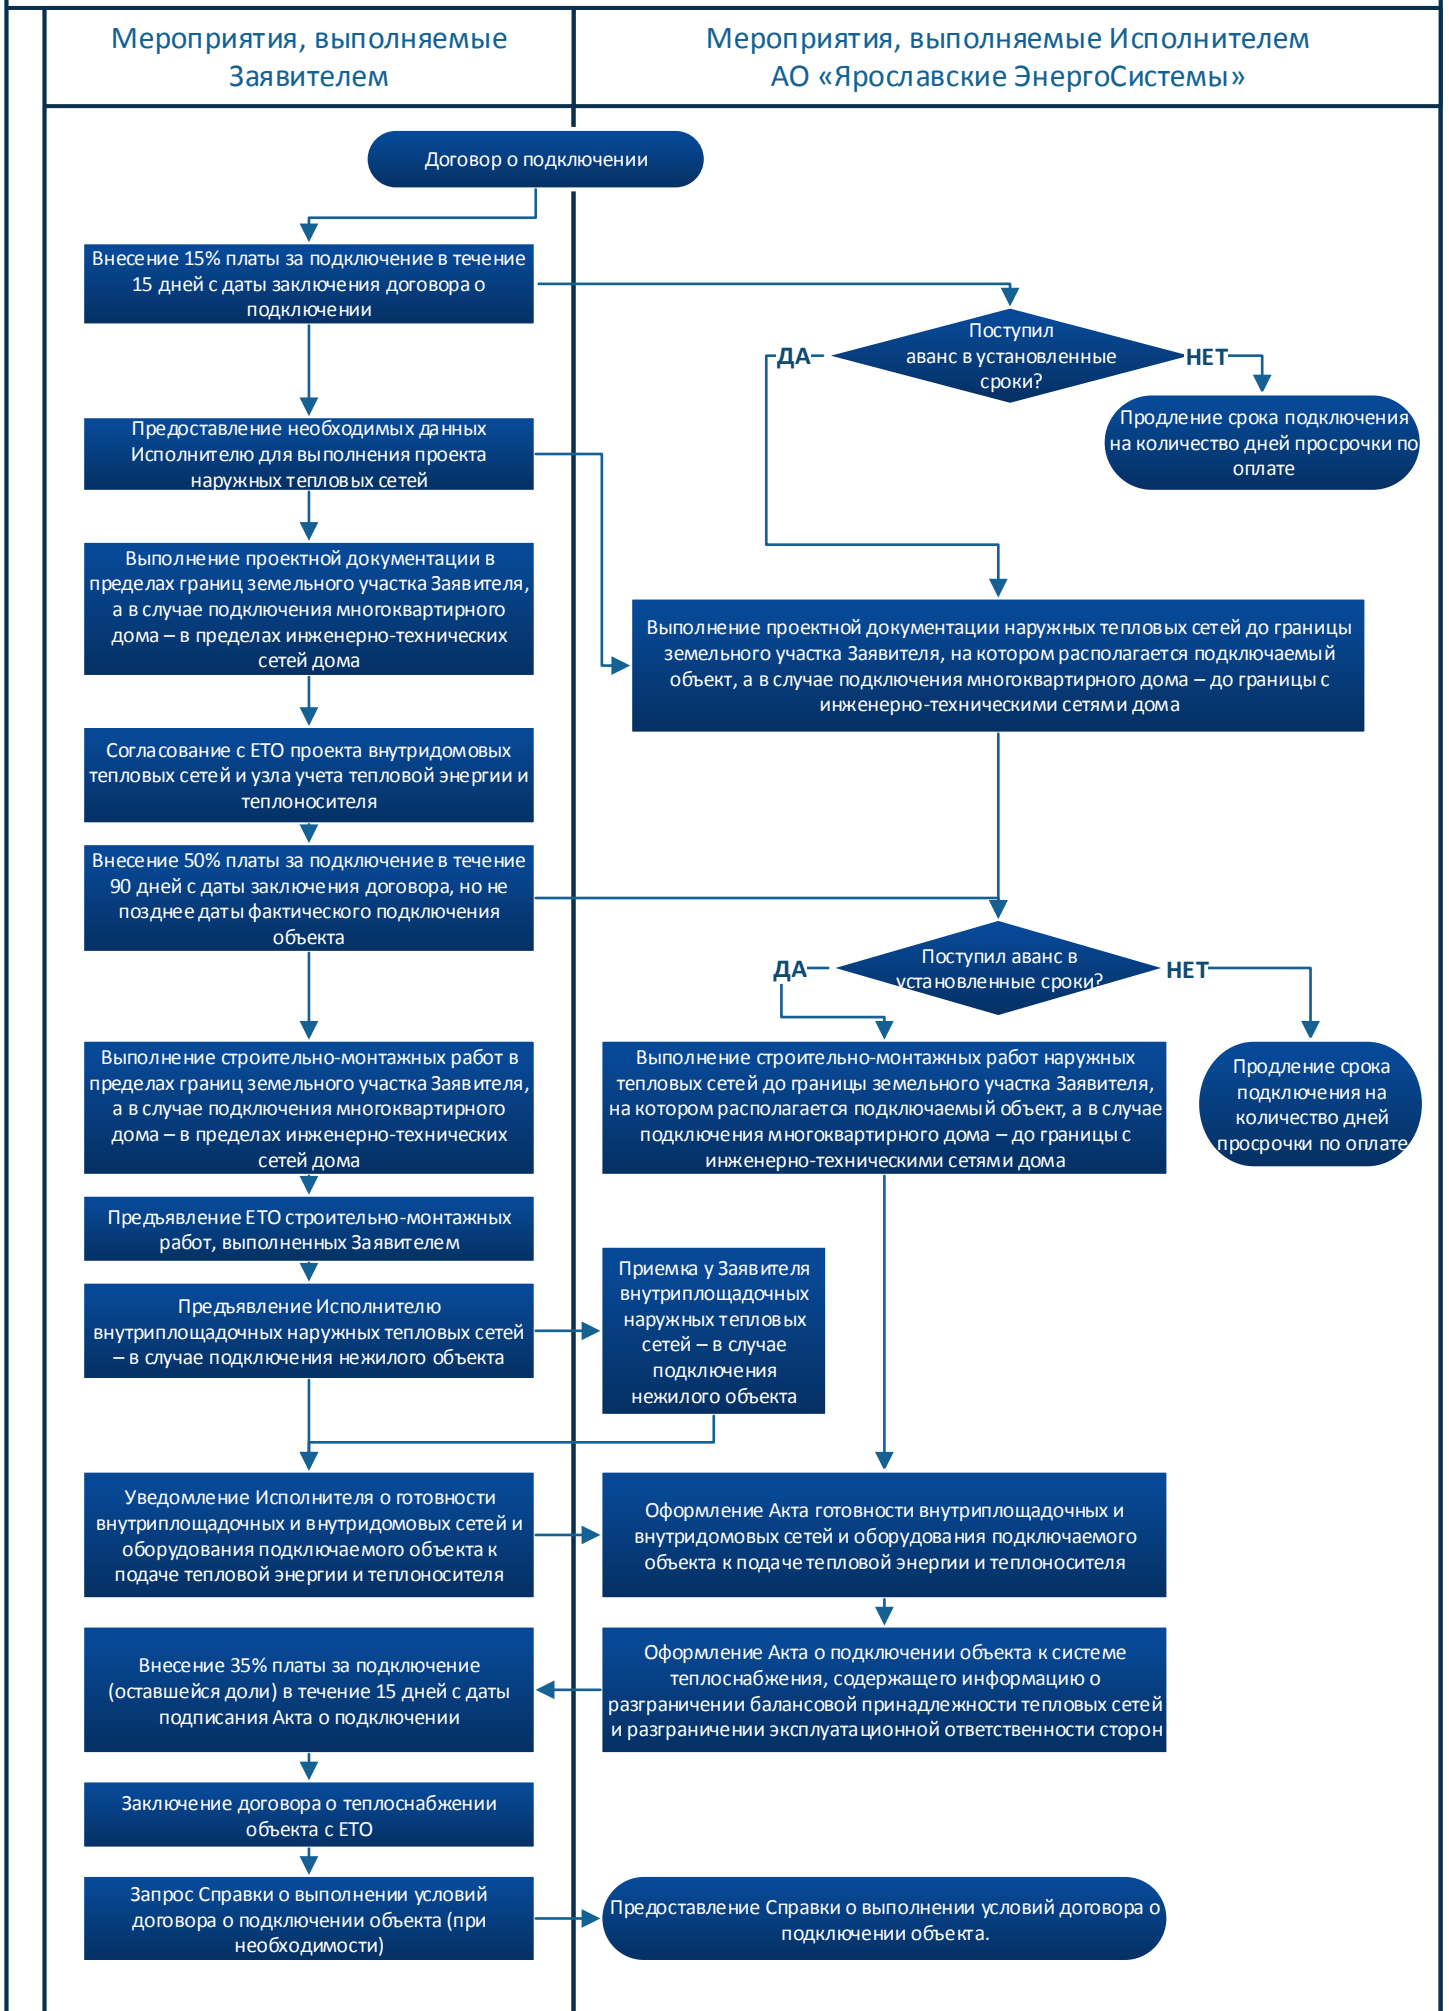 Мероприятия, выполняемые
Заявителем
Мероприятия, выполняемые Исполнителем
АО «Ярославские ЭнергоСистемы»
Договор о подключении
Внесение 15% платы за подключение в течение
15 дней с даты заключения договора о
подключении
Поступил
аванс в установленные
сроки?
ДА
НЕТ
Продление срока подключения
на количество дней просрочки по
оплате
Предоставление необходимых данных
Исполнителю для выполнения проекта
наружных тепловых сетей
Выполнение проектной документации в
пределах границ земельного участка Заявителя,
а в случае подключения многоквартирного
дома – в пределах инженерно-технических
сетей дома
Выполнение проектной документации наружных тепловых сетей до границы
земельного участка Заявителя, на котором располагается подключаемый
объект, а в случае подключения многоквартирного дома – до границы с
инженерно-техническими сетями дома
Согласование с ЕТО проекта внутридомовых
тепловых сетей и узла учета тепловой энергии и
теплоносителя
Внесение 50% платы за подключение в течение
90 дней с даты заключения договора, но не
позднее даты фактического подключения
объекта
Поступил аванс в
установленные сроки?
ДА
НЕТ
Выполнение строительно-монтажных работ в
пределах границ земельного участка Заявителя,
а в случае подключения многоквартирного
дома – в пределах инженерно-технических
сетей дома
Выполнение строительно-монтажных работ наружных
тепловых сетей до границы земельного участка Заявителя,
на котором располагается подключаемый объект, а в случае
подключения многоквартирного дома – до границы с
инженерно-техническими сетями дома
Продление срока
подключения на
количество дней
просрочки по оплате
Предъявление ЕТО строительно-монтажных
работ, выполненных Заявителем
Предъявление Исполнителю
внутриплощадочных наружных тепловых сетей
– в случае подключения нежилого объекта
Приемка у Заявителя
внутриплощадочных
наружных тепловых
сетей – в случае
подключения
нежилого объекта
Уведомление Исполнителя о готовности
внутриплощадочных и внутридомовых сетей и
оборудования подключаемого объекта к
подаче тепловой энергии и теплоносителя
Оформление Акта готовности внутриплощадочных и
внутридомовых сетей и оборудования подключаемого
объекта к подаче тепловой энергии и теплоносителя
Внесение 35% платы за подключение
(оставшейся доли) в течение 15 дней с даты
подписания Акта о подключении
Оформление Акта о подключении объекта к системе
теплоснабжения, содержащего информацию о
разграничении балансовой принадлежности тепловых сетей
и разграничении эксплуатационной ответственности сторон
Заключение договора о теплоснабжении
объекта с ЕТО
Запрос Справки о выполнении условий
договора о подключении объекта (при
необходимости)
Предоставление Справки о выполнении условий договора о
подключении объекта.